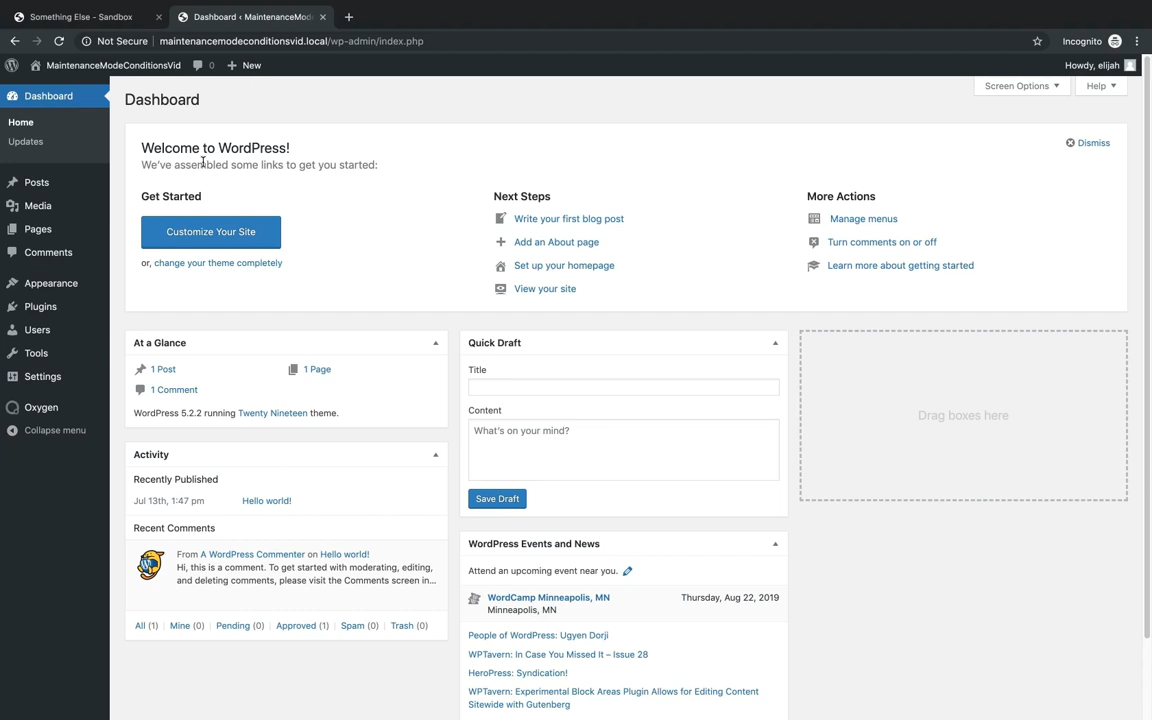 Something Else - Sandbox
Dashboard ‹ MaintenanceMod
Not Secure
maintenancemodeconditionsvid.local/wp-admin/index.php
Incognito
MaintenanceModeConditionsVid
0
New
Howdy, elijah
Dashboard
Home
Updates
Posts
Media
Pages
Comments
Appearance
Plugins
Users
Tools
Settings
Oxygen
Collapse menu
Dashboard
Screen Options
Help
Welcome to WordPress!
We've assembled some links to get you started:
Dismiss
Get Started
Customize Your Site
or, change your theme completely
Next Steps
Write your first blog post
Add an About page
Set up your homepage
View your site
More Actions
Manage menus
Turn comments on or off
Learn more about getting started
At a Glance
1 Post
1 Page
1 Comment
WordPress 5.2.2 running Twenty Nineteen theme.
Activity
Recently Published
Jul 13th, 1:47 pm Hello world!
Recent Comments
From A WordPress Commenter on Hello world!
Hi, this is a comment. To get started with moderating, editing,
and deleting comments, please visit the Comments screen in...
All (1) | Mine (0) | Pending (0) | Approved (1) | Spam (0) | Trash (0)
Quick Draft
Title
Content
What's on your mind?
Save Draft
WordPress Events and News
Attend an upcoming event near you.
WordCamp Minneapolis, MN Thursday, Aug 22, 2019
Minneapolis, MN
People of WordPress: Ugyen Dorji
WPTavern: In Case You Missed It – Issue 28
HeroPress: Syndication!
WPTavern: Experimental Block Areas Plugin Allows for Editing Content
Sitewide with Gutenberg
Drag boxes here